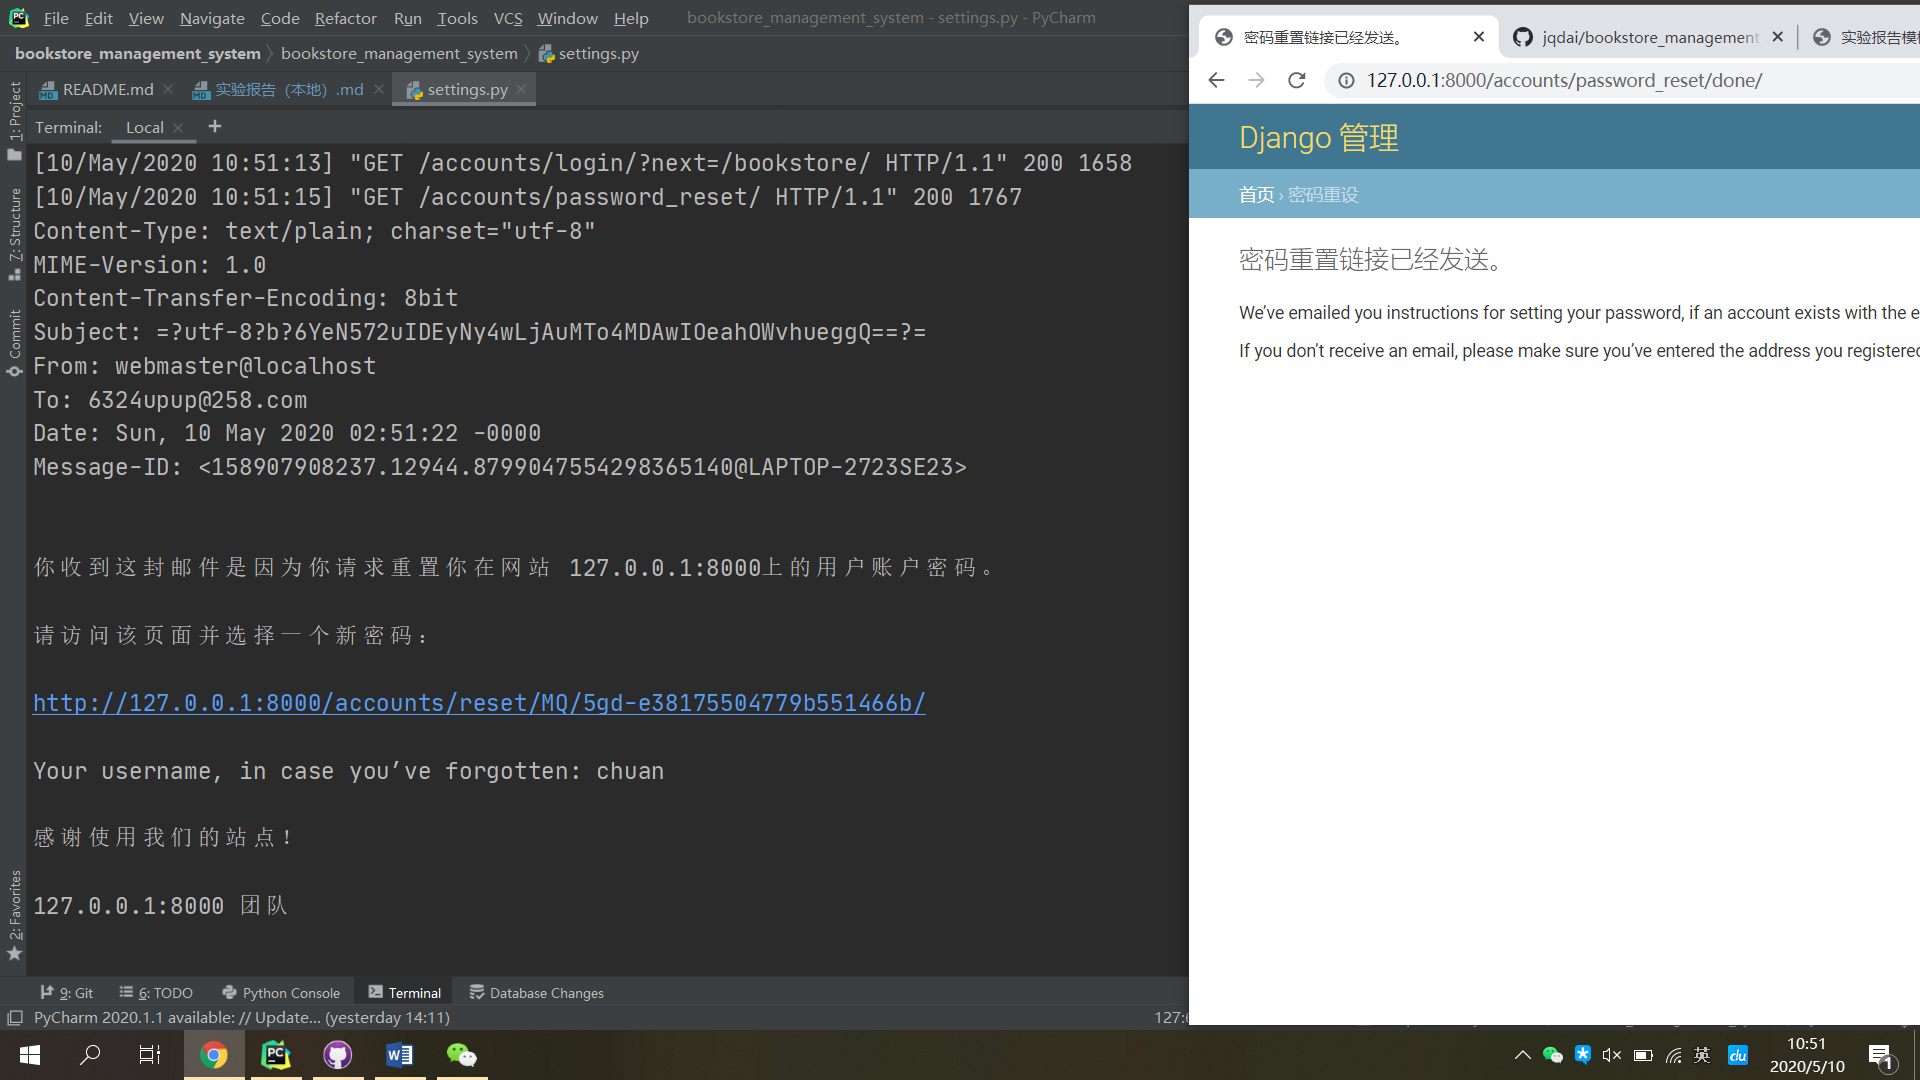 File Edit View Navigate Code Refactor Run Tools VCS Window Help bookstore_management_system - settings.py - PyCharm
bookstore_management_system bookstore_management_system settings.py
README.md 实验报告（本地）.md settings.py
Terminal: Local
[10/May/2020 10:51:13] "GET /accounts/login/?next=/bookstore/ HTTP/1.1" 200 1658
[10/May/2020 10:51:15] "GET /accounts/password_reset/ HTTP/1.1" 200 1767
Content-Type: text/plain; charset="utf-8"
MIME-Version: 1.0
Content-Transfer-Encoding: 8bit
Subject: =?utf-8?b?6YeN572uIDEyNy4wLjAuMTo4MDAwIOeahOWvhueggQ==?=
From: webmaster@localhost
To: 6324upup@258.com
Date: Sun, 10 May 2020 02:51:22 -0000
Message-ID: <158907908237.12944.8799047554298365140@LAPTOP-2723SE23>
你收到这封邮件是因为你请求重置你在网站 127.0.0.1:8000上的用户账户密码。
请访问该页面并选择一个新密码：
http://127.0.0.1:8000/accounts/reset/MQ/5gd-e38175504779b551466b/
Your username, in case you’ve forgotten: chuan
感谢使用我们的站点！
127.0.0.1:8000 团队
1: Project
7: Structure
Commit
2: Favorites
9: Git 6: TODO Python Console Terminal Database Changes
PyCharm 2020.1.1 available: // Update... (yesterday 14:11)
127:
密码重置链接已经发送。 jqdai/bookstore_management 实验报告模
127.0.0.1:8000/accounts/password_reset/done/
Django 管理
首页 › 密码重设
密码重置链接已经发送。
We’ve emailed you instructions for setting your password, if an account exists with the e
If you don’t receive an email, please make sure you’ve entered the address you registered
英 du
10:51
2020/5/10
1